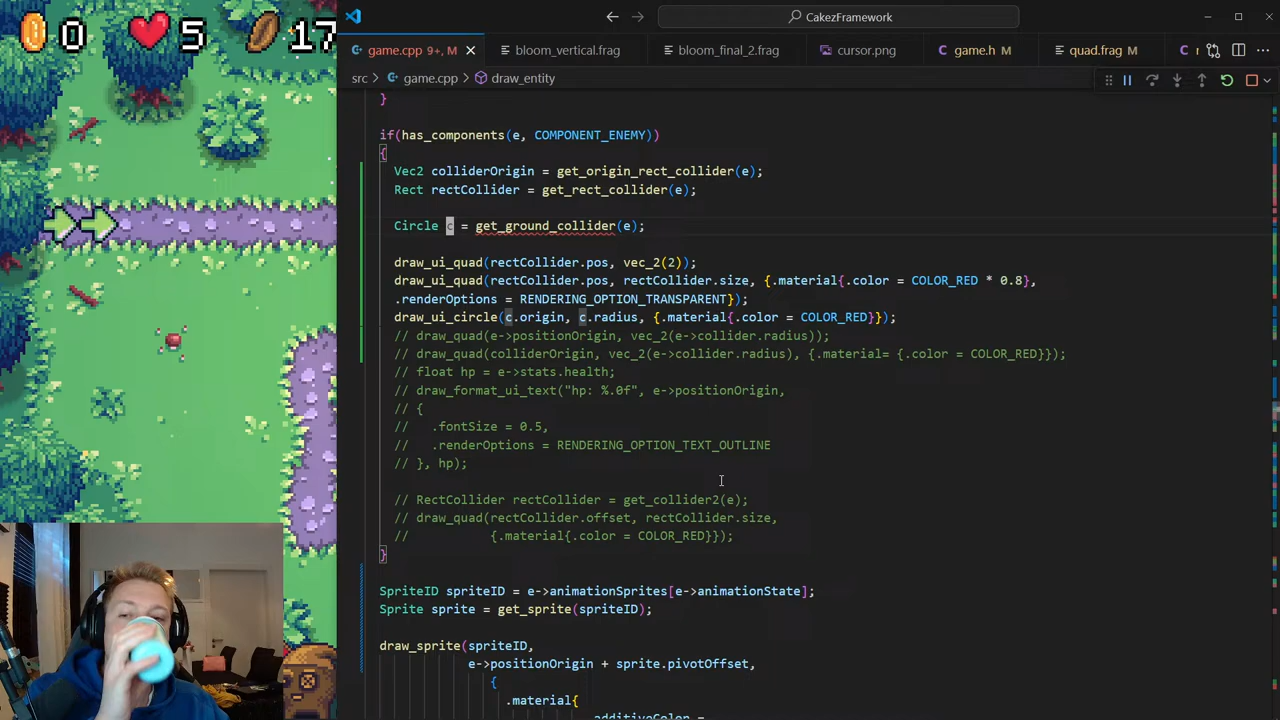 0 5 17
CakezFramework
game.cpp 9+, M
bloom_vertical.frag
bloom_final_2.frag
cursor.png
game.h M
quad.frag M
src > game.cpp > draw_entity
}
if(has_components(e, COMPONENT_ENEMY))
{
Vec2 colliderOrigin = get_origin_rect_collider(e);
Rect rectCollider = get_rect_collider(e);
Circle c = get_ground_collider(e);
draw_ui_quad(rectCollider.pos, vec_2(2));
draw_ui_quad(rectCollider.pos, rectCollider.size, {.material{.color = COLOR_RED * 0.8},
.renderOptions = RENDERING_OPTION_TRANSPARENT});
draw_ui_circle(c.origin, c.radius, {.material{.color = COLOR_RED}});
// draw_quad(e->positionOrigin, vec_2(e->collider.radius));
// draw_quad(colliderOrigin, vec_2(e->collider.radius), {.material= {.color = COLOR_RED}});
// float hp = e->stats.health;
// draw_format_ui_text("hp: %.0f", e->positionOrigin,
// {
// .fontSize = 0.5,
// .renderOptions = RENDERING_OPTION_TEXT_OUTLINE
// }, hp);
// RectCollider rectCollider = get_collider2(e);
// draw_quad(rectCollider.offset, rectCollider.size,
// {.material{.color = COLOR_RED}});
}
SpriteID spriteID = e->animationSprites[e->animationState];
Sprite sprite = get_sprite(spriteID);
draw_sprite(spriteID,
e->positionOrigin + sprite.pivotOffset,
{
.material{
additiveColor =